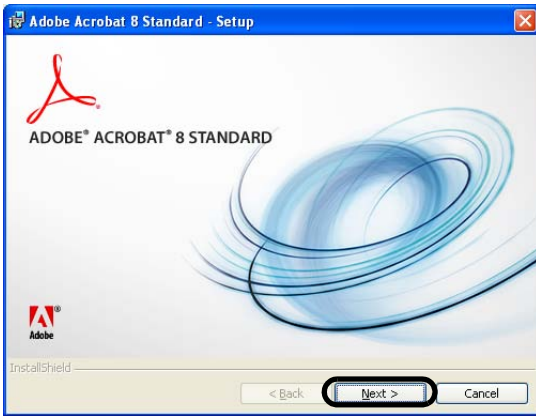 Adobe Acrobat 8 Standard - Setup
ADOBE® ACROBAT® 8 STANDARD
Adobe
InstallShield
< Back
Next >
Cancel